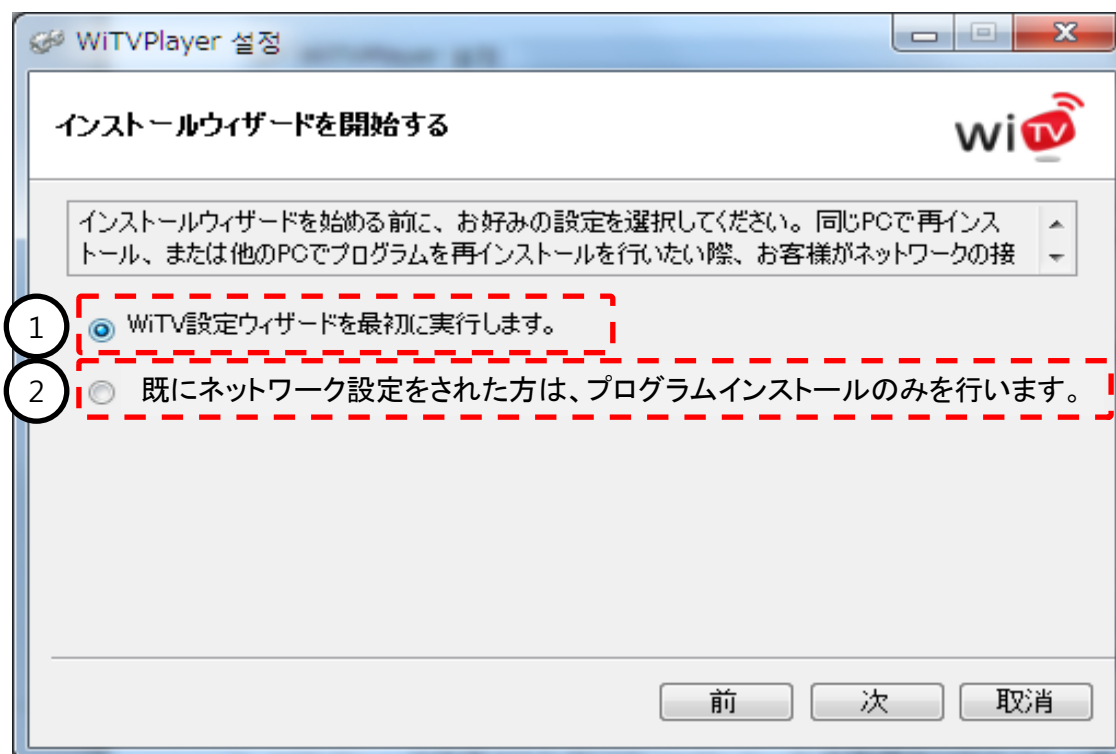 WiTVPlayer 설정
インストールウィザードを開始する
wiTV
インストールウィザードを始める前に、お好みの設定を選択してください。同じPCで再インス
トール、または他のPCでプログラムを再インストールを行いたい際、お客様がネットワークの接
1 WiTV設定ウィザードを最初に実行します。
2 既にネットワーク設定をされた方は、プログラムインストールのみを行います。
前 次 取消